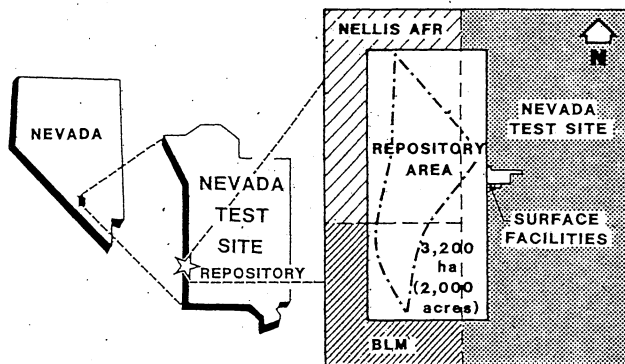 NEVADA
NEVADA
TEST
SITE
REPOSITORY
NELLIS AFR
N
NEVADA
TEST SITE
REPOSITORY
AREA
SURFACE
FACILITIES
3,200
ha
(2,000
acres)
BLM